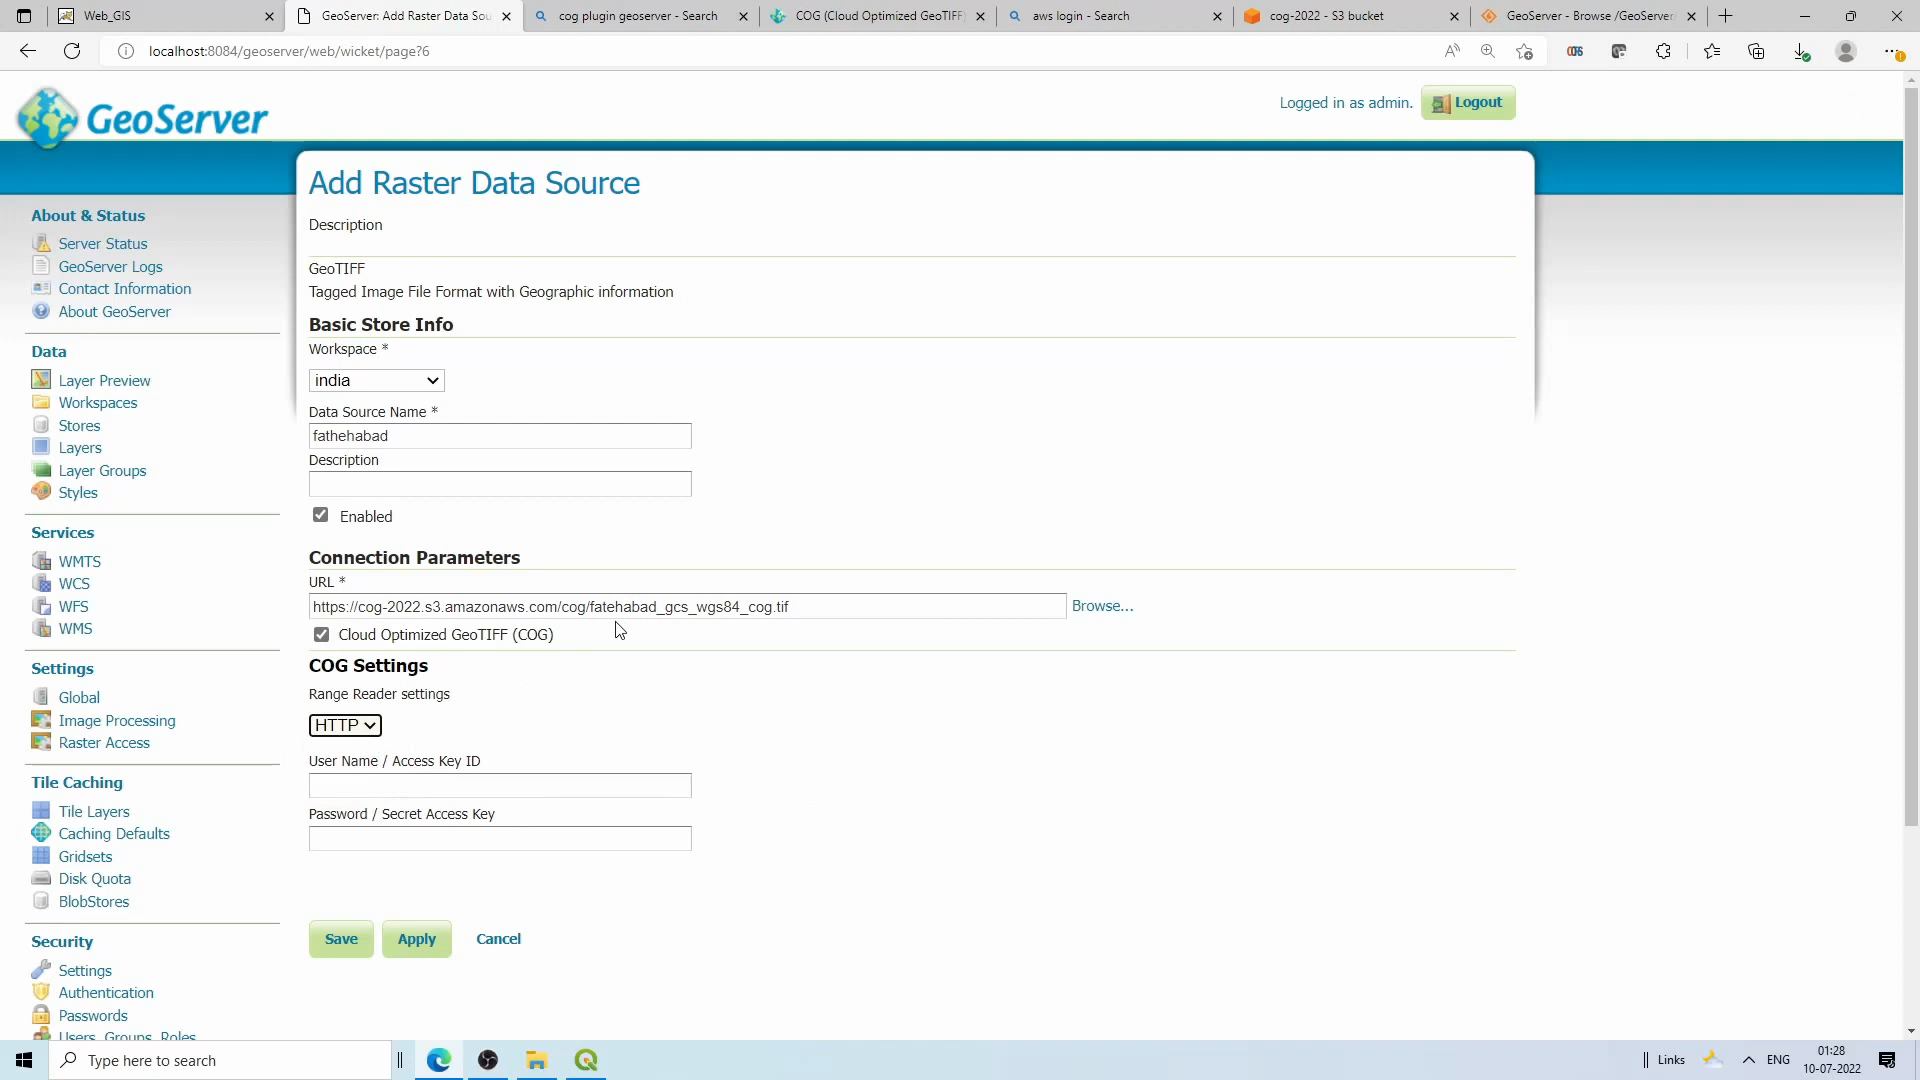 Web_GIS
GeoServer: Add Raster Data Sou
cog plugin geoserver - Search
COG (Cloud Optimized GeoTIFF)
aws login - Search
cog-2022 - S3 bucket
GeoServer - Browse /GeoServer
localhost:8084/geoserver/web/wicket/page?6
GeoServer
Logged in as admin.
Logout
About & Status
Server Status
GeoServer Logs
Contact Information
About GeoServer
Data
Layer Preview
Workspaces
Stores
Layers
Layer Groups
Styles
Services
WMTS
WCS
WFS
WMS
Settings
Global
Image Processing
Raster Access
Tile Caching
Tile Layers
Caching Defaults
Gridsets
Disk Quota
BlobStores
Security
Settings
Authentication
Passwords
Users, Groups, Roles
Add Raster Data Source
Description
GeoTIFF
Tagged Image File Format with Geographic information
Basic Store Info
Workspace *
india
Data Source Name *
fathehabad
Description
Enabled
Connection Parameters
URL *
https://cog-2022.s3.amazonaws.com/cog/fatehabad_gcs_wgs84_cog.tif
Browse...
Cloud Optimized GeoTIFF (COG)
COG Settings
Range Reader settings
HTTP
User Name / Access Key ID
Password / Secret Access Key
Save
Apply
Cancel
Type here to search
Links
ENG
01:28
10-07-2022